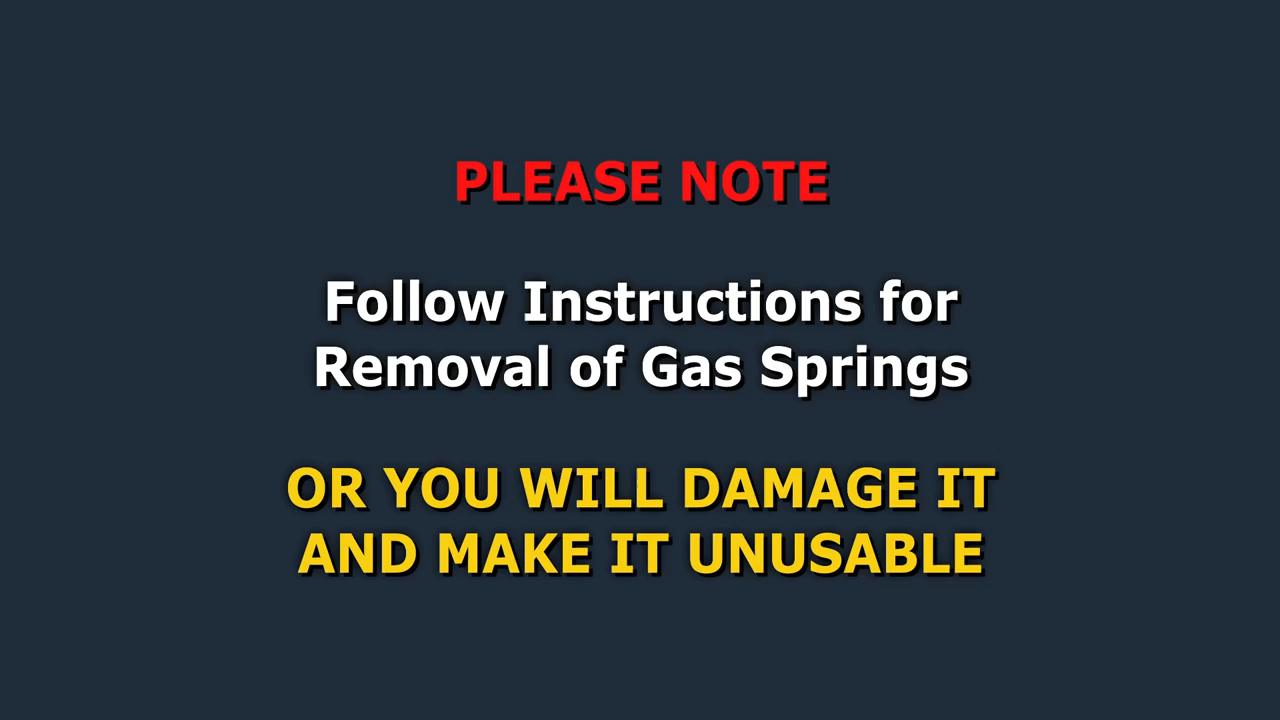 PLEASE NOTE
Follow Instructions for
Removal of Gas Springs
OR YOU WILL DAMAGE IT
AND MAKE IT UNUSABLE